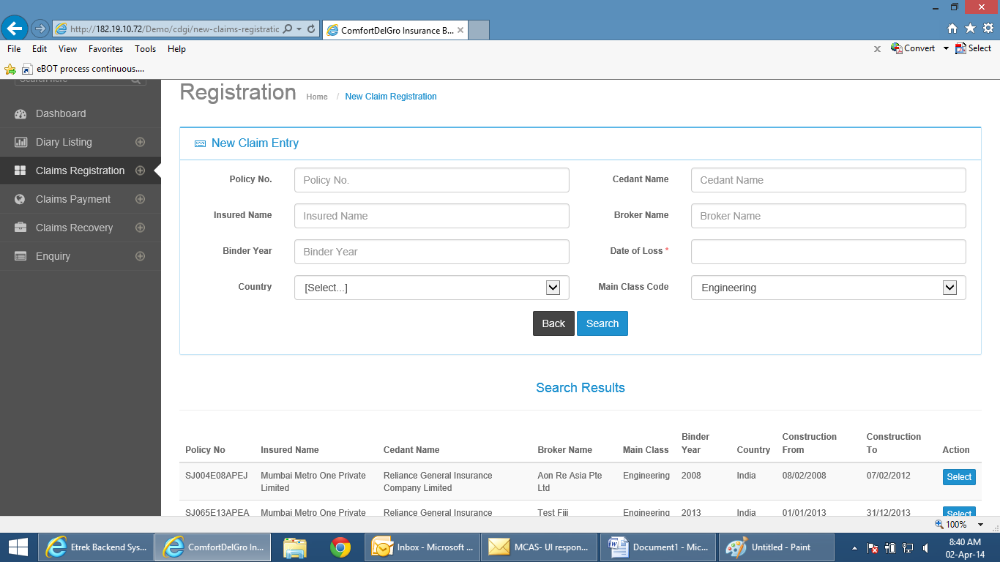 http://182.19.10.72/Demo/cdgi/new-claims-registratic
ComfortDelGro Insurance B...
File Edit View Favorites Tools Help
Convert Select
eBOT process continuous....
Search here
Registration Home / New Claim Registration
Dashboard
Diary Listing
Claims Registration
Claims Payment
Claims Recovery
Enquiry
New Claim Entry
Policy No. Policy No. Cedant Name Cedant Name
Insured Name Insured Name Broker Name Broker Name
Binder Year Binder Year Date of Loss *
Country [Select...] Main Class Code Engineering
Back Search
Search Results
Policy No Insured Name Cedant Name Broker Name Main Class Binder Year Country Construction From Construction To Action
SJ004E08APEJ Mumbai Metro One Private Limited Reliance General Insurance Company Limited Aon Re Asia Pte Ltd Engineering 2008 India 08/02/2008 07/02/2012 Select
SJ065E13APEA Mumbai Metro One Private Reliance General Insurance Test Fiji Engineering 2013 India 01/01/2013 31/12/2013 Select
100%
Etrek Backend Sys... ComfortDelGro In... Inbox - Microsoft ... MCAS- UI respon... Document1 - Mic... Untitled - Paint
8:40 AM
02-Apr-14